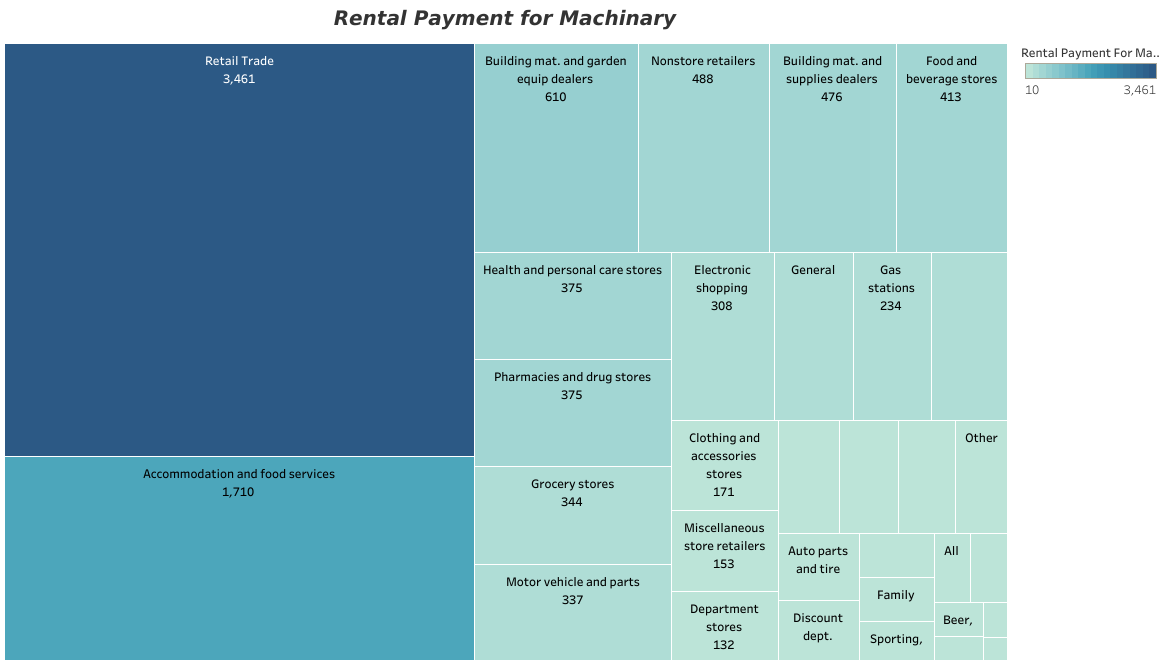 Rental Payment for Machinary
Retail Trade
3,461
Accommodation and food services
1,710
Building mat. and garden
equip dealers
610
Nonstore retailers
488
Building mat. and
supplies dealers
476
Food and
beverage stores
413
Health and personal care stores
375
Pharmacies and drug stores
375
Grocery stores
344
Motor vehicle and parts
337
Electronic
shopping
308
General
Gas
stations
234
Clothing and
accessories
stores
171
Miscellaneous
store retailers
153
Department
stores
132
Other
Auto parts
and tire
Discount
dept.
Family
Sporting,
All
Beer,
Rental Payment For Ma..
10 3,461